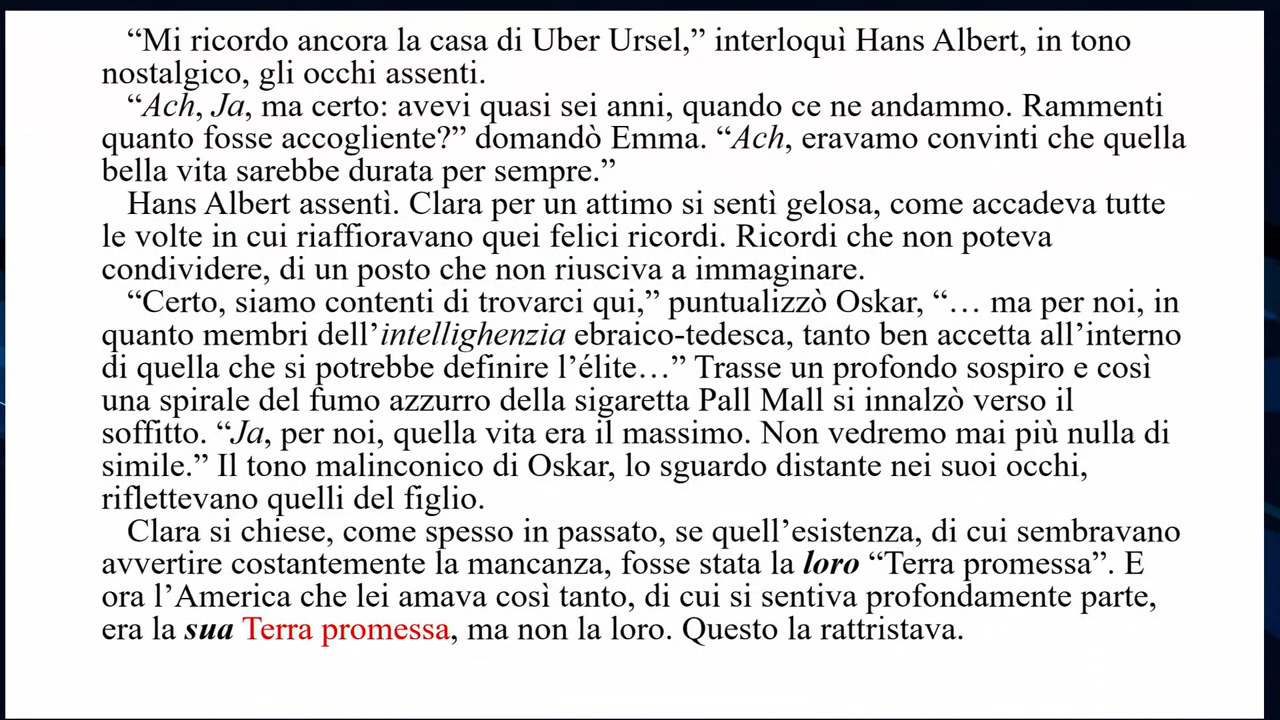 “Mi ricordo ancora la casa di Uber Ursel,” interloquì Hans Albert, in tono
nostalgico, gli occhi assenti.
“Ach, Ja, ma certo: avevi quasi sei anni, quando ce ne andammo. Rammenti
quanto fosse accogliente?” domandò Emma. “Ach, eravamo convinti che quella
bella vita sarebbe durata per sempre.”
Hans Albert assentì. Clara per un attimo si sentì gelosa, come accadeva tutte
le volte in cui riaffioravano quei felici ricordi. Ricordi che non poteva
condividere, di un posto che non riusciva a immaginare.
“Certo, siamo contenti di trovarci qui,” puntualizzò Oskar, “… ma per noi, in
quanto membri dell’intellighenzia ebraico-tedesca, tanto ben accetta all’interno
di quella che si potrebbe definire l’élite…” Trasse un profondo sospiro e così
una spirale del fumo azzurro della sigaretta Pall Mall si innalzò verso il
soffitto. “Ja, per noi, quella vita era il massimo. Non vedremo mai più nulla di
simile.” Il tono malinconico di Oskar, lo sguardo distante nei suoi occhi,
riflettevano quelli del figlio.
Clara si chiese, come spesso in passato, se quell’esistenza, di cui sembravano
avvertire costantemente la mancanza, fosse stata la loro “Terra promessa”. E
ora l’America che lei amava così tanto, di cui si sentiva profondamente parte,
era la sua Terra promessa, ma non la loro. Questo la rattristava.